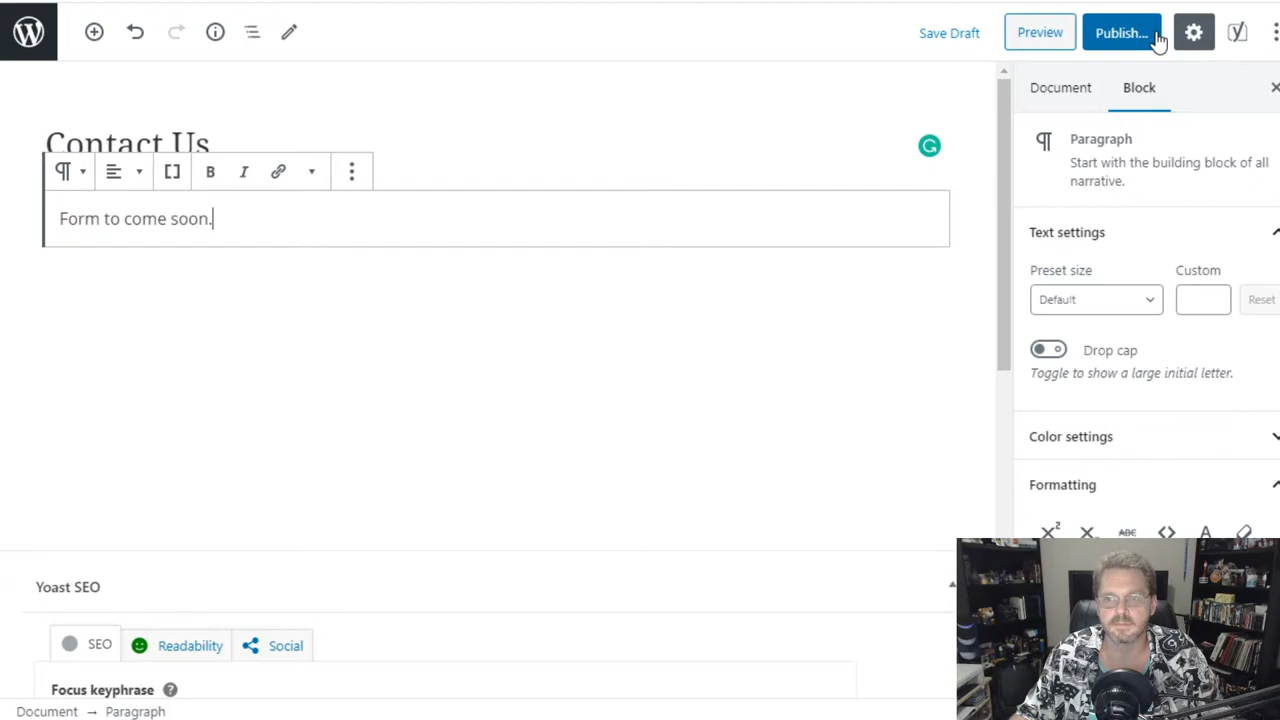 Save Draft
Preview
Publish...
Document
Block
Contact Us
Paragraph
Start with the building block of all
narrative.
B I
Form to come soon.
Text settings
Preset size
Custom
Default
Reset
Drop cap
Toggle to show a large initial letter.
Color settings
Formatting
X2
X
ABC
A
Yoast SEO
SEO
Readability
Social
Focus keyphrase
Document → Paragraph